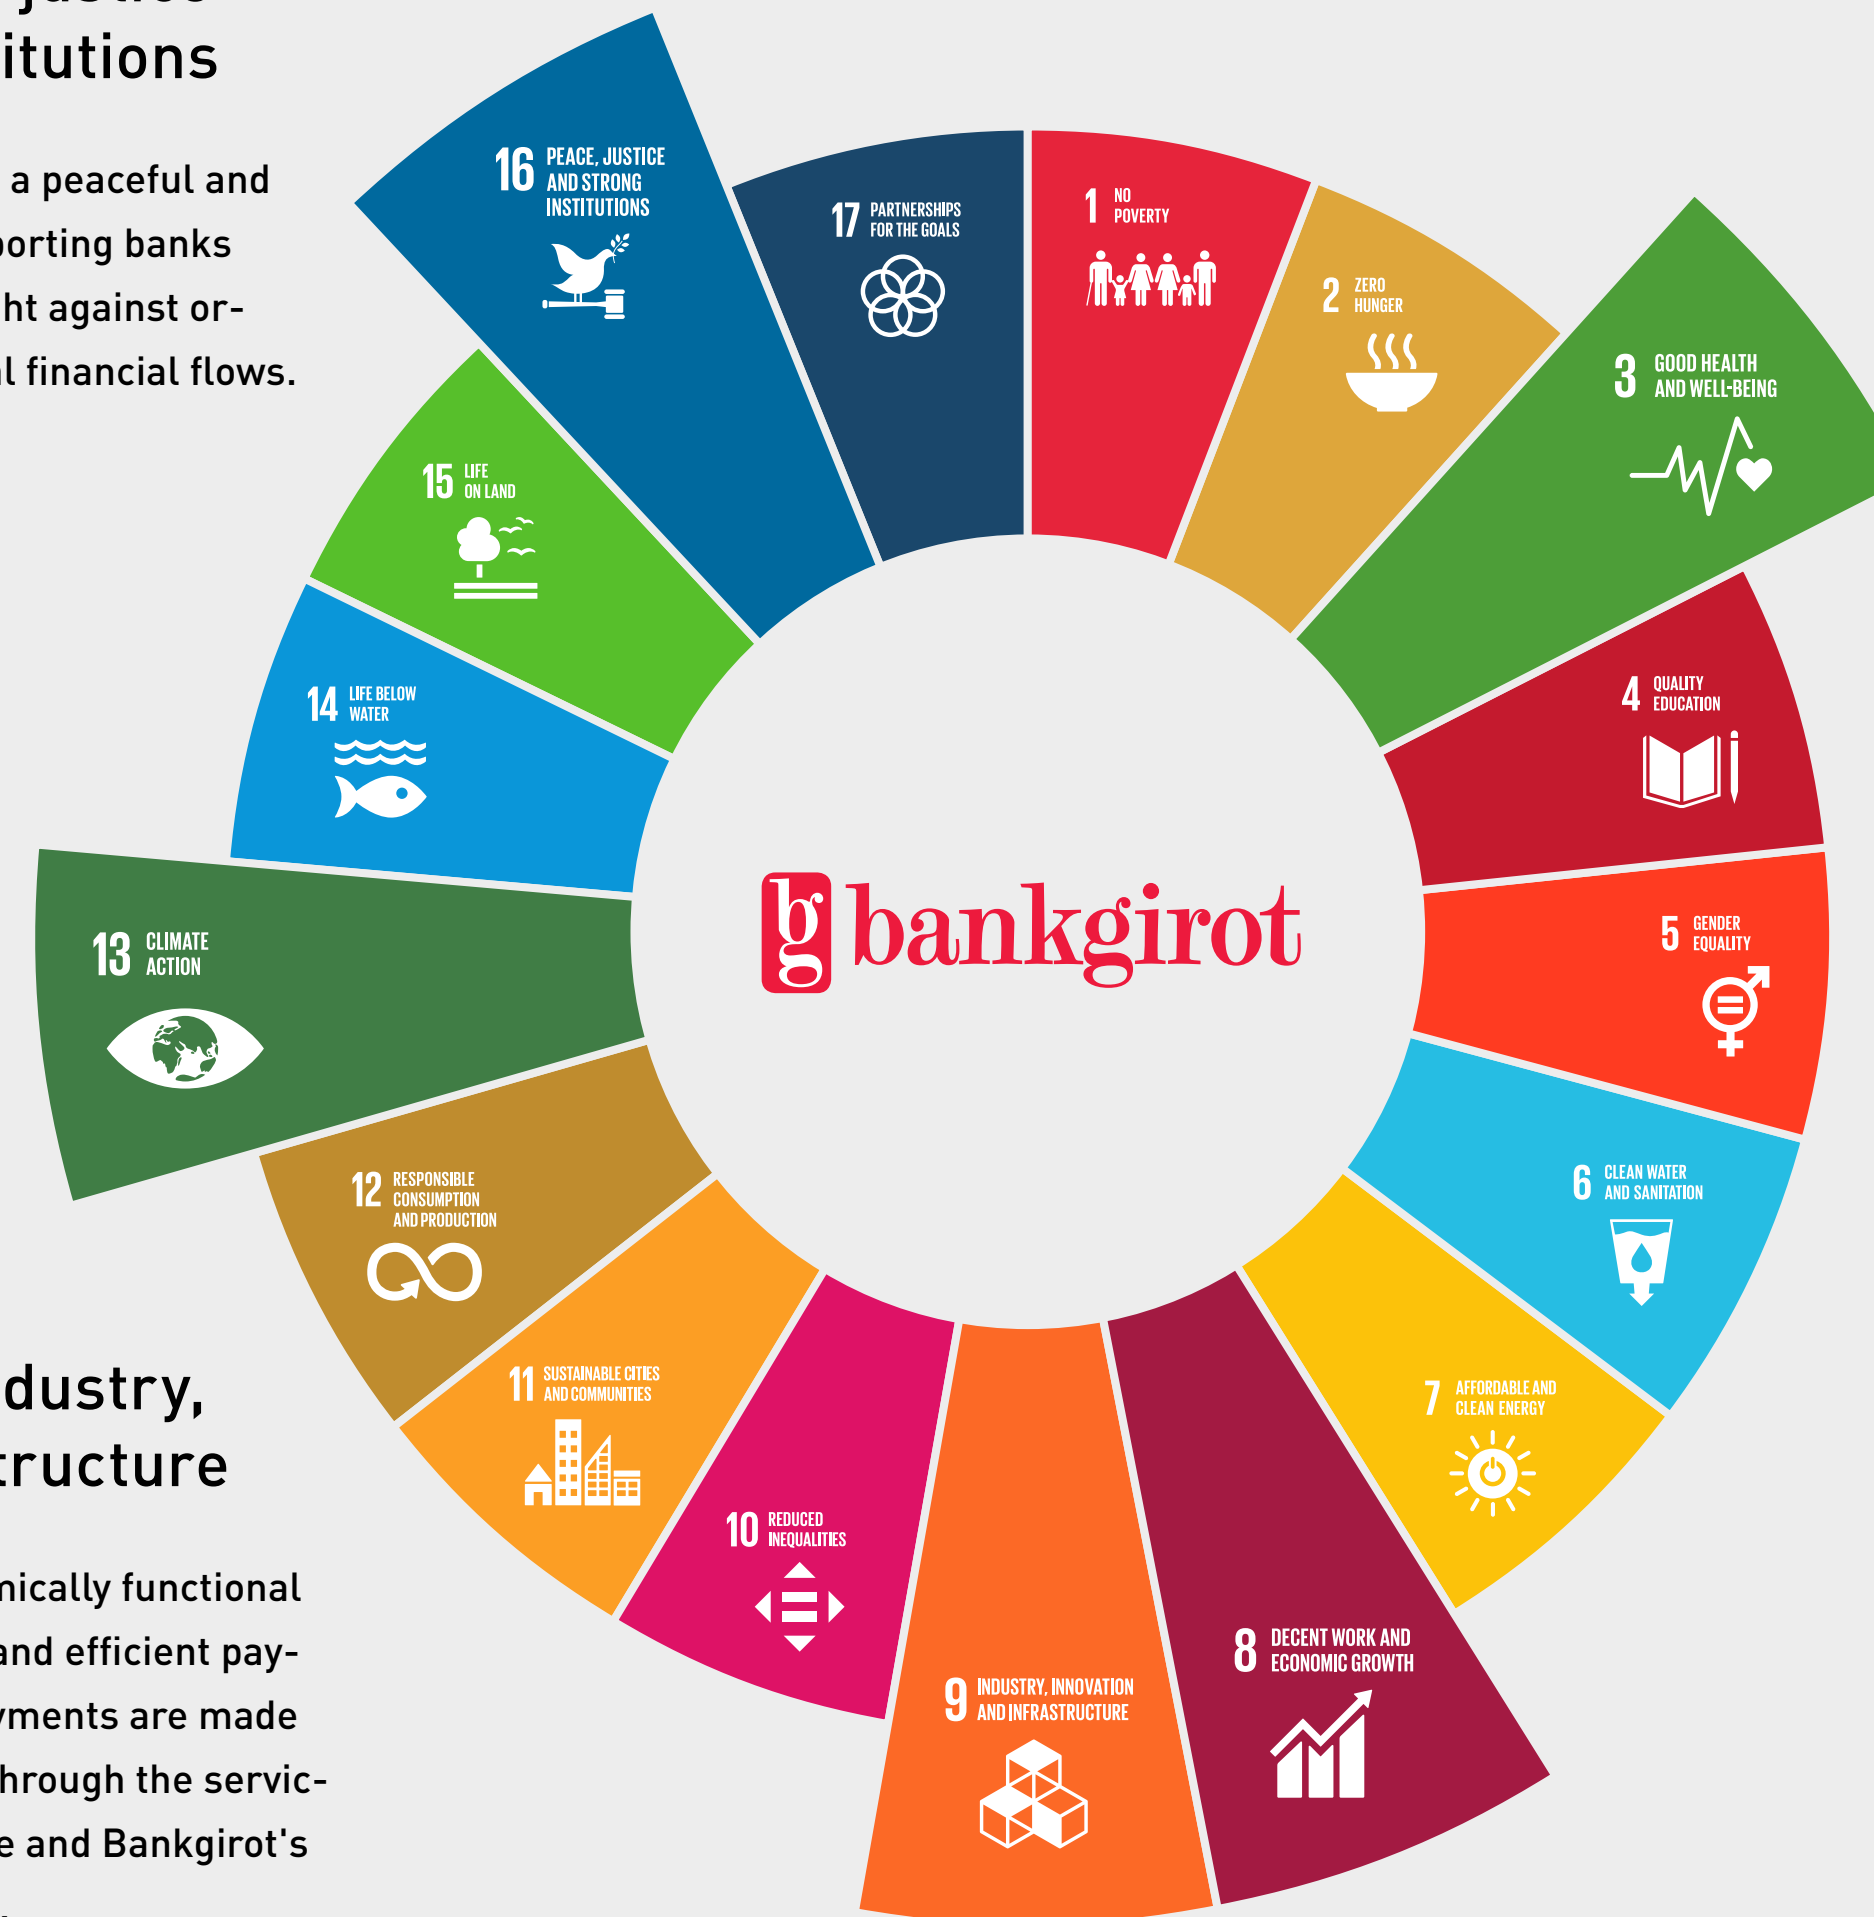 itutions
a peaceful and
porting banks
ht against or-
l financial flows.
dustry,
tructure
mically functional
and efficient pay-
yments are made
through the servic-
e and Bankgirot's
16 PEACE, JUSTICE
AND STRONG
INSTITUTIONS
17 PARTNERSHIPS
FOR THE GOALS
1 NO
POVERTY
2 ZERO
HUNGER
3 GOOD HEALTH
AND WELL-BEING
4 QUALITY
EDUCATION
5 GENDER
EQUALITY
6 CLEAN WATER
AND SANITATION
7 AFFORDABLE AND
CLEAN ENERGY
8 DECENT WORK AND
ECONOMIC GROWTH
9 INDUSTRY, INNOVATION
AND INFRASTRUCTURE
10 REDUCED
INEQUALITIES
11 SUSTAINABLE CITIES
AND COMMUNITIES
12 RESPONSIBLE
CONSUMPTION
AND PRODUCTION
13 CLIMATE
ACTION
14 LIFE BELOW
WATER
15 LIFE
ON LAND
bg bankgirot